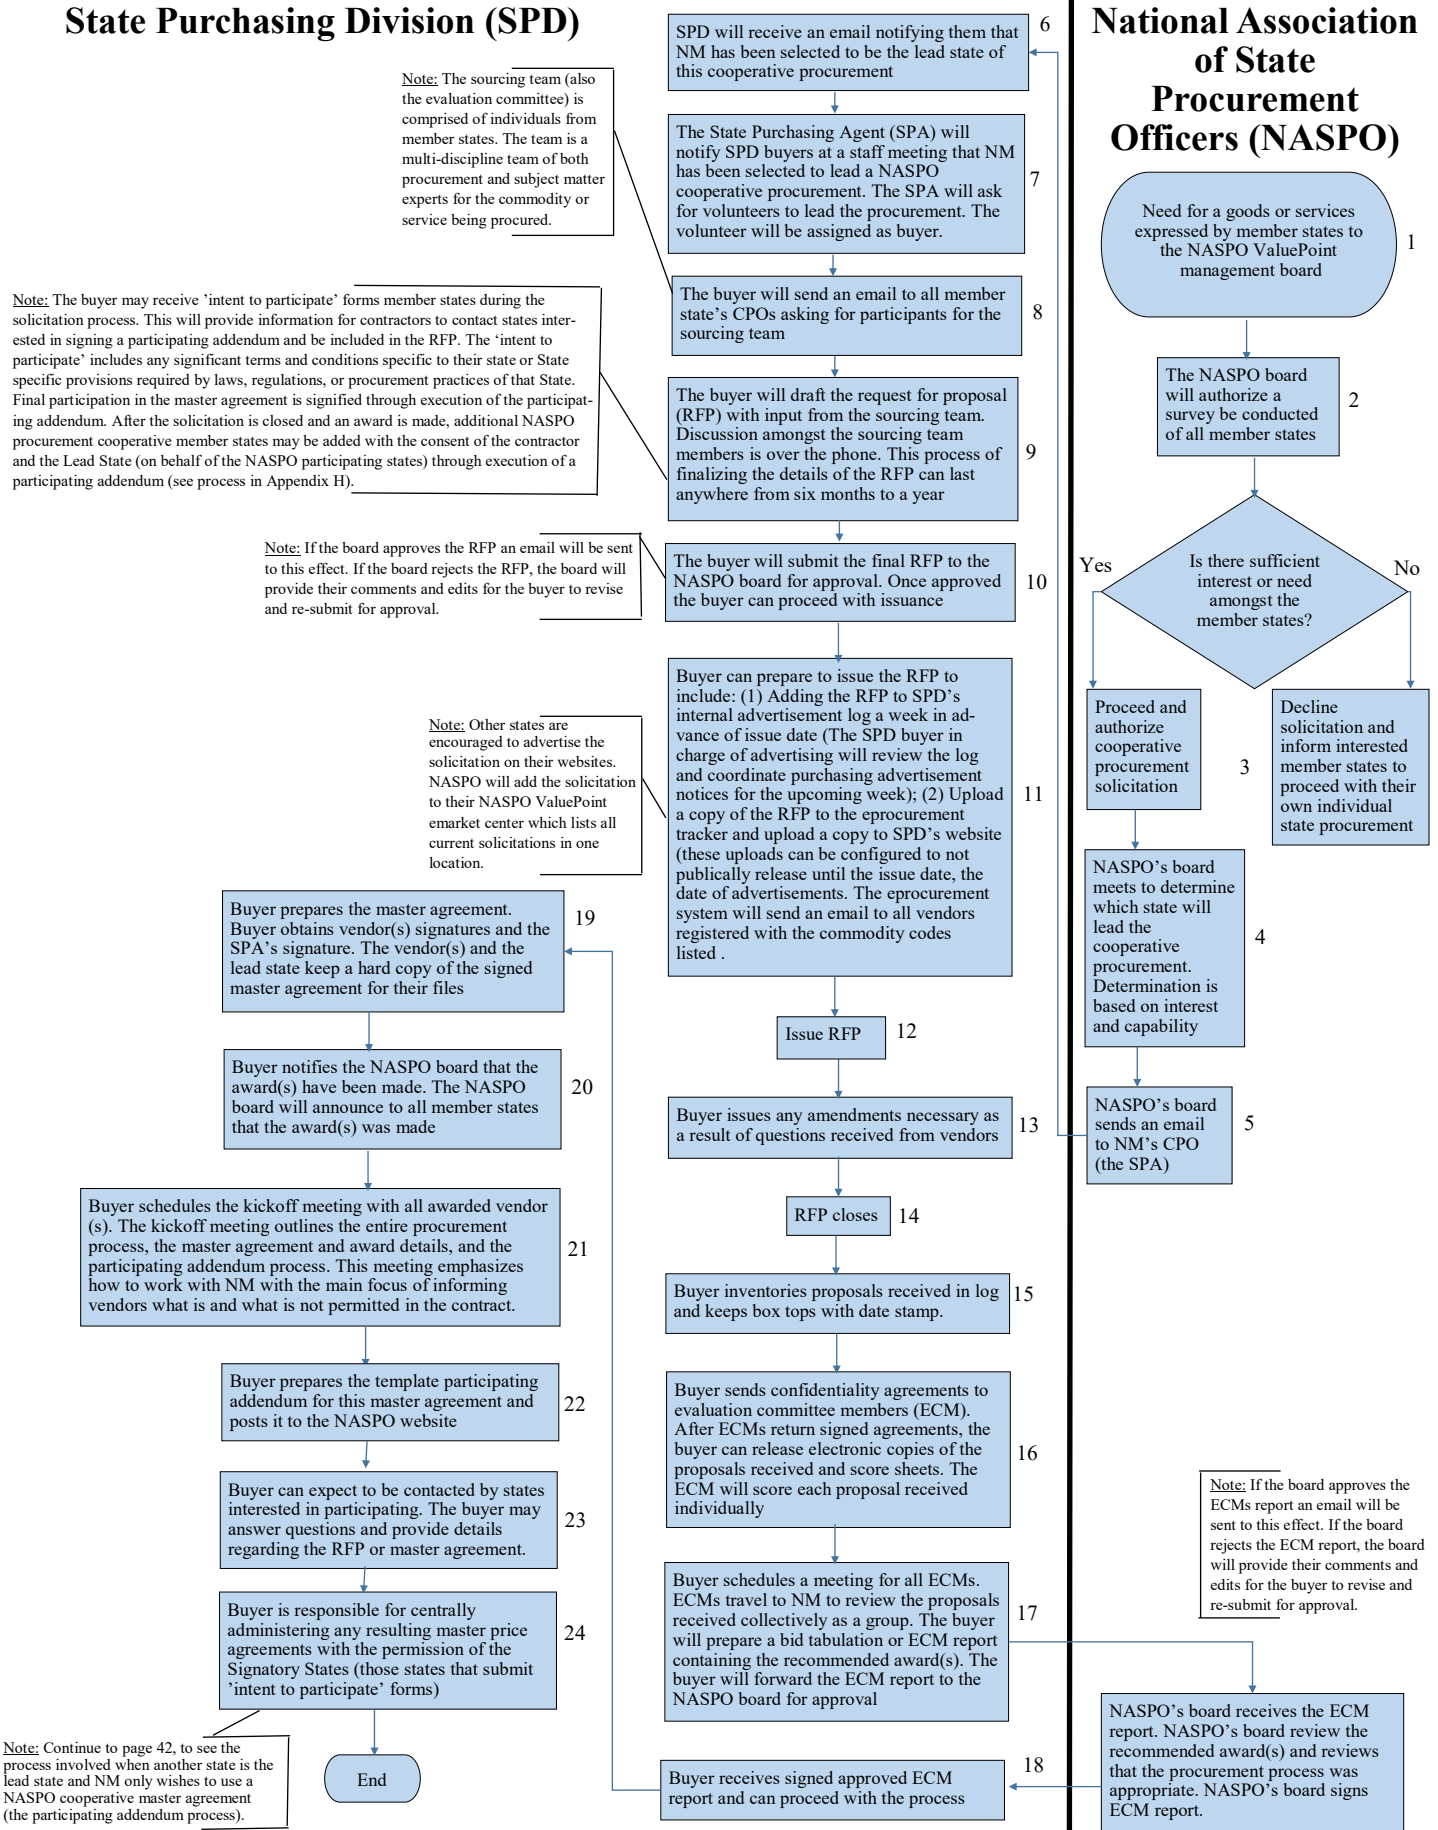 State Purchasing Division (SPD)
National Association
of State
Procurement
Officers (NASPO)
Need for a goods or services
expressed by member states to
the NASPO ValuePoint
management board
1
The NASPO board
will authorize a
survey be conducted
of all member states
2
Is there sufficient
interest or need
amongst the
member states?
Yes
No
Proceed and
authorize
cooperative
procurement
solicitation
3
Decline
solicitation and
inform interested
member states to
proceed with their
own individual
state procurement
NASPO’s board
meets to determine
which state will
lead the
cooperative
procurement.
Determination is
based on interest
and capability
4
NASPO’s board
sends an email
to NM’s CPO
(the SPA)
5
SPD will receive an email notifying them that
NM has been selected to be the lead state of
this cooperative procurement
6
The State Purchasing Agent (SPA) will
notify SPD buyers at a staff meeting that NM
has been selected to lead a NASPO
cooperative procurement. The SPA will ask
for volunteers to lead the procurement. The
volunteer will be assigned as buyer.
7
Note: The sourcing team (also
the evaluation committee) is
comprised of individuals from
member states. The team is a
multi-discipline team of both
procurement and subject matter
experts for the commodity or
service being procured.
The buyer will send an email to all member
state’s CPOs asking for participants for the
sourcing team
8
Note: The buyer may receive ’intent to participate’ forms member states during the
solicitation process. This will provide information for contractors to contact states inter-
ested in signing a participating addendum and be included in the RFP. The ‘intent to
participate’ includes any significant terms and conditions specific to their state or State
specific provisions required by laws, regulations, or procurement practices of that State.
Final participation in the master agreement is signified through execution of the participat-
ing addendum. After the solicitation is closed and an award is made, additional NASPO
procurement cooperative member states may be added with the consent of the contractor
and the Lead State (on behalf of the NASPO participating states) through execution of a
participating addendum (see process in Appendix H).
The buyer will draft the request for proposal
(RFP) with input from the sourcing team.
Discussion amongst the sourcing team
members is over the phone. This process of
finalizing the details of the RFP can last
anywhere from six months to a year
9
Note: If the board approves the RFP an email will be sent
to this effect. If the board rejects the RFP, the board will
provide their comments and edits for the buyer to revise
and re-submit for approval.
The buyer will submit the final RFP to the
NASPO board for approval. Once approved
the buyer can proceed with issuance
10
Note: Other states are
encouraged to advertise the
solicitation on their websites.
NASPO will add the solicitation
to their NASPO ValuePoint
emarket center which lists all
current solicitations in one
location.
Buyer can prepare to issue the RFP to
include: (1) Adding the RFP to SPD’s
internal advertisement log a week in ad-
vance of issue date (The SPD buyer in
charge of advertising will review the log
and coordinate purchasing advertisement
notices for the upcoming week); (2) Upload
a copy of the RFP to the eprocurement
tracker and upload a copy to SPD’s website
(these uploads can be configured to not
publically release until the issue date, the
date of advertisements. The eprocurement
system will send an email to all vendors
registered with the commodity codes
listed .
11
Issue RFP
12
Buyer issues any amendments necessary as
a result of questions received from vendors
13
RFP closes
14
Buyer inventories proposals received in log
and keeps box tops with date stamp.
15
Buyer sends confidentiality agreements to
evaluation committee members (ECM).
After ECMs return signed agreements, the
buyer can release electronic copies of the
proposals received and score sheets. The
ECM will score each proposal received
individually
16
Buyer schedules a meeting for all ECMs.
ECMs travel to NM to review the proposals
received collectively as a group. The buyer
will prepare a bid tabulation or ECM report
containing the recommended award(s). The
buyer will forward the ECM report to the
NASPO board for approval
17
Note: If the board approves the
ECMs report an email will be
sent to this effect. If the board
rejects the ECM report, the board
will provide their comments and
edits for the buyer to revise and
re-submit for approval.
NASPO’s board receives the ECM
report. NASPO’s board review the
recommended award(s) and reviews
that the procurement process was
appropriate. NASPO’s board signs
ECM report.
Buyer receives signed approved ECM
report and can proceed with the process
18
Buyer prepares the master agreement.
Buyer obtains vendor(s) signatures and the
SPA’s signature. The vendor(s) and the
lead state keep a hard copy of the signed
master agreement for their files
19
Buyer notifies the NASPO board that the
award(s) have been made. The NASPO
board will announce to all member states
that the award(s) was made
20
Buyer schedules the kickoff meeting with all awarded vendor
(s). The kickoff meeting outlines the entire procurement
process, the master agreement and award details, and the
participating addendum process. This meeting emphasizes
how to work with NM with the main focus of informing
vendors what is and what is not permitted in the contract.
21
Buyer prepares the template participating
addendum for this master agreement and
posts it to the NASPO website
22
Buyer can expect to be contacted by states
interested in participating. The buyer may
answer questions and provide details
regarding the RFP or master agreement.
23
Buyer is responsible for centrally
administering any resulting master price
agreements with the permission of the
Signatory States (those states that submit
’intent to participate’ forms)
24
Note: Continue to page 42, to see the
process involved when another state is the
lead state and NM only wishes to use a
NASPO cooperative master agreement
(the participating addendum process).
End